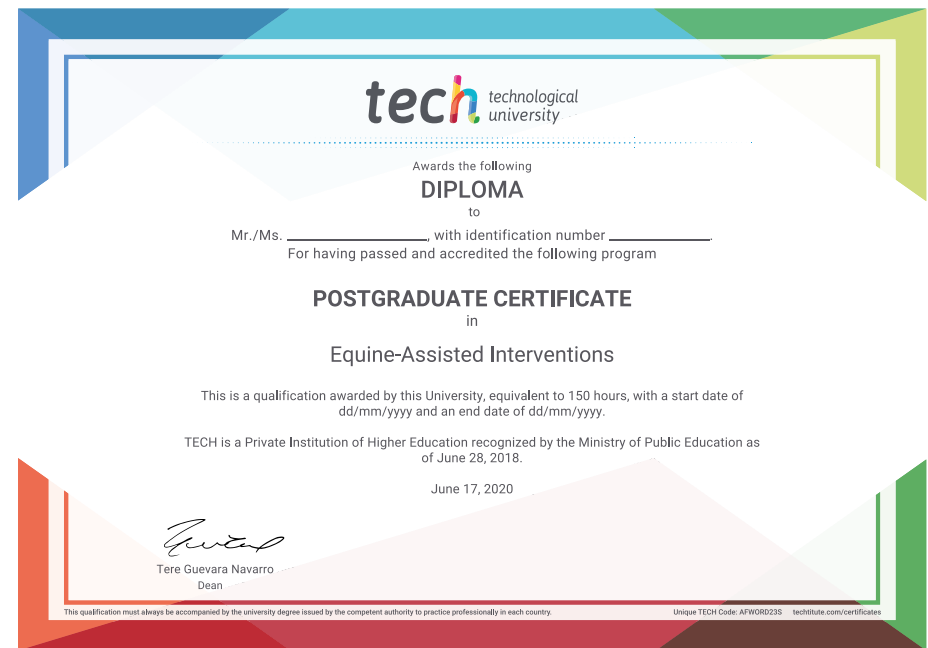 tech technological
university
Awards the following
DIPLOMA
to
Mr./Ms. ____________________, with identification number ______________.
For having passed and accredited the following program
POSTGRADUATE CERTIFICATE
in
Equine-Assisted Interventions
This is a qualification awarded by this University, equivalent to 150 hours, with a start date of
dd/mm/yyyy and an end date of dd/mm/yyyy.
TECH is a Private Institution of Higher Education recognized by the Ministry of Public Education as
of June 28, 2018.
June 17, 2020
Tere Guevara Navarro
Dean
This qualification must always be accompanied by the university degree issued by the competent authority to practice professionally in each country. Unique TECH Code: AFWORD23S techtitute.com/certificates